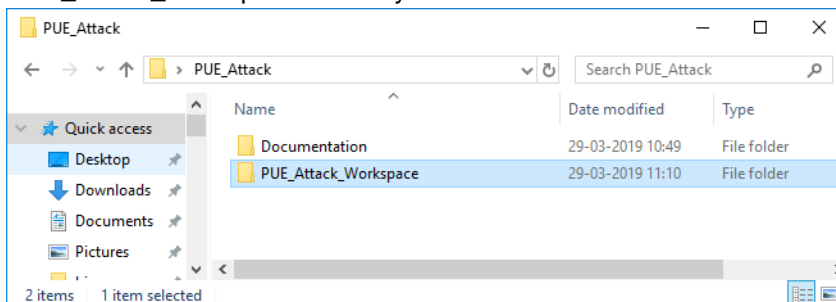 PUE_Attack
PUE_Attack
Search PUE_Attack
Name Date modified Type
Quick access
Documentation 29-03-2019 10:49 File folder
Desktop
PUE_Attack_Workspace 29-03-2019 11:10 File folder
Downloads
Documents
Pictures
2 items 1 item selected